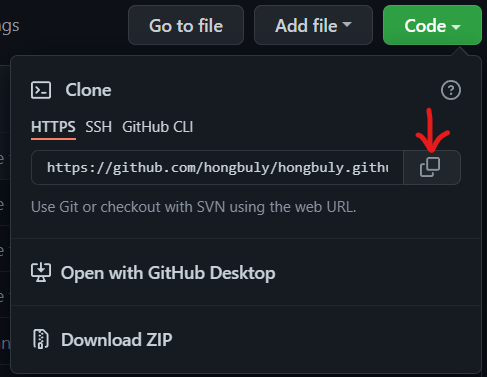 gs
Go to file
Add file
Code
Clone
HTTPS SSH GitHub CLI
https://github.com/hongbuly/hongbuly.githu
Use Git or checkout with SVN using the web URL.
Open with GitHub Desktop
Download ZIP